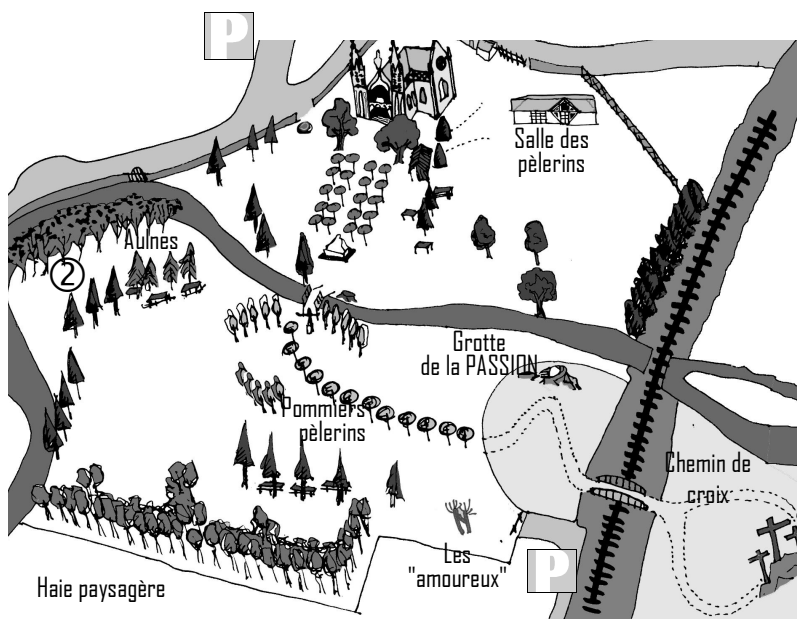 P
Salle des
pèlerins
Aulnes
2
Grotte
de la PASSION
Pommiers
pèlerins
Chemin de
croix
Les
"amoureux"
P
Haie paysagère